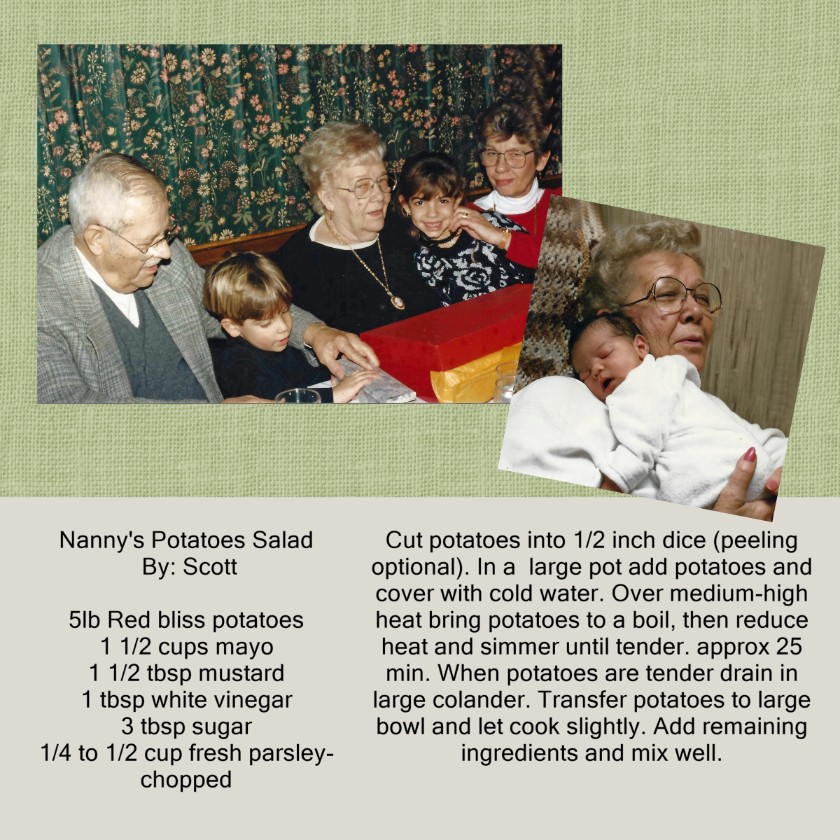 Nanny's Potatoes Salad
By: Scott
5lb Red bliss potatoes
1 1/2 cups mayo
1 1/2 tbsp mustard
1 tbsp white vinegar
3 tbsp sugar
1/4 to 1/2 cup fresh parsley-
chopped
Cut potatoes into 1/2 inch dice (peeling
optional). In a  large pot add potatoes and
cover with cold water. Over medium-high
heat bring potatoes to a boil, then reduce
heat and simmer until tender. approx 25
min. When potatoes are tender drain in
large colander. Transfer potatoes to large
bowl and let cook slightly. Add remaining
ingredients and mix well.